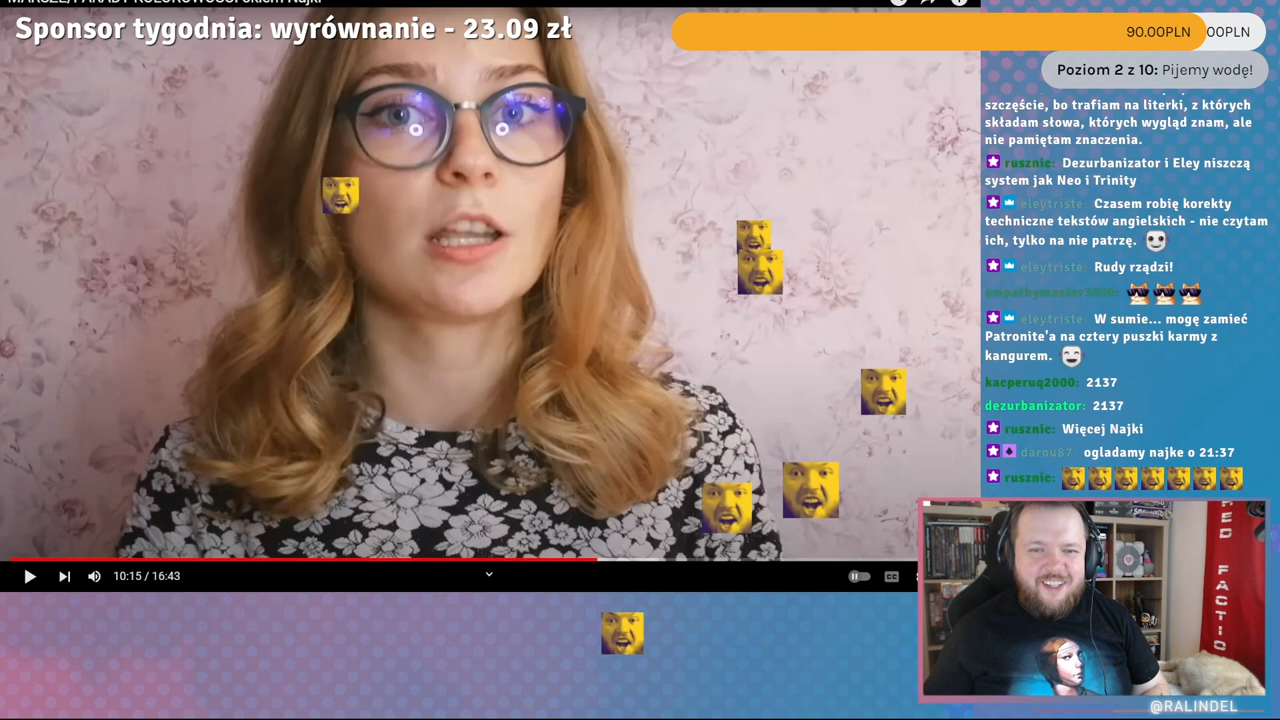 Sponsor tygodnia: wyrównanie - 23.09 zł
90.00PLN
00PLN
Poziom 2 z 10: Pijemy wodę!
szczęście, bo trafiam na literki, z których
składam słowa, których wygląd znam, ale
nie pamiętam znaczenia.
rusznic: Dezurbanizator i Eley niszczą
system jak Neo i Trinity
eleytriste: Czasem robię korekty
techniczne tekstów angielskich - nie czytam
ich, tylko na nie patrzę.
eleytriste: Rudy rządzi!
empathymaster3000:
eleytriste: W sumie... mogę zamieć
Patronite'a na cztery puszki karmy z
kangurem.
kacperuq2000: 2137
dezurbanizator: 2137
rusznic: Więcej Najki
darou87: ogladamy najke o 21:37
rusznic:
10:15 / 16:43
CC
RED FACTIO
@RALINDEL